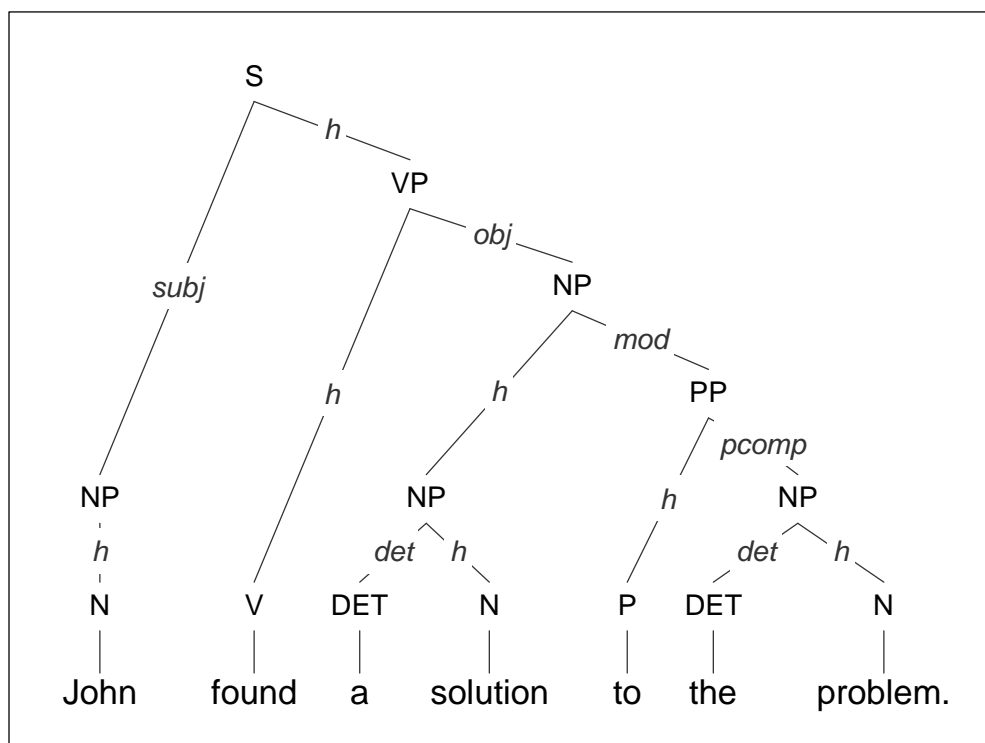 S
h
VP
obj
NP
subj
mod
h
h
PP
pcomp
NP
NP
h
NP
h
det
h
det
h
N
V
DET
N
P
DET
N
John found a solution to the problem.